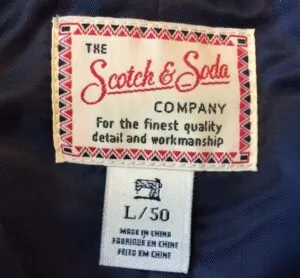 THE
Scotch & Soda
COMPANY
For the finest quality
detail and workmanship
L/50
MADE IN CHINA
FABRIQUE EN CHINE
FEITO EM CHINE